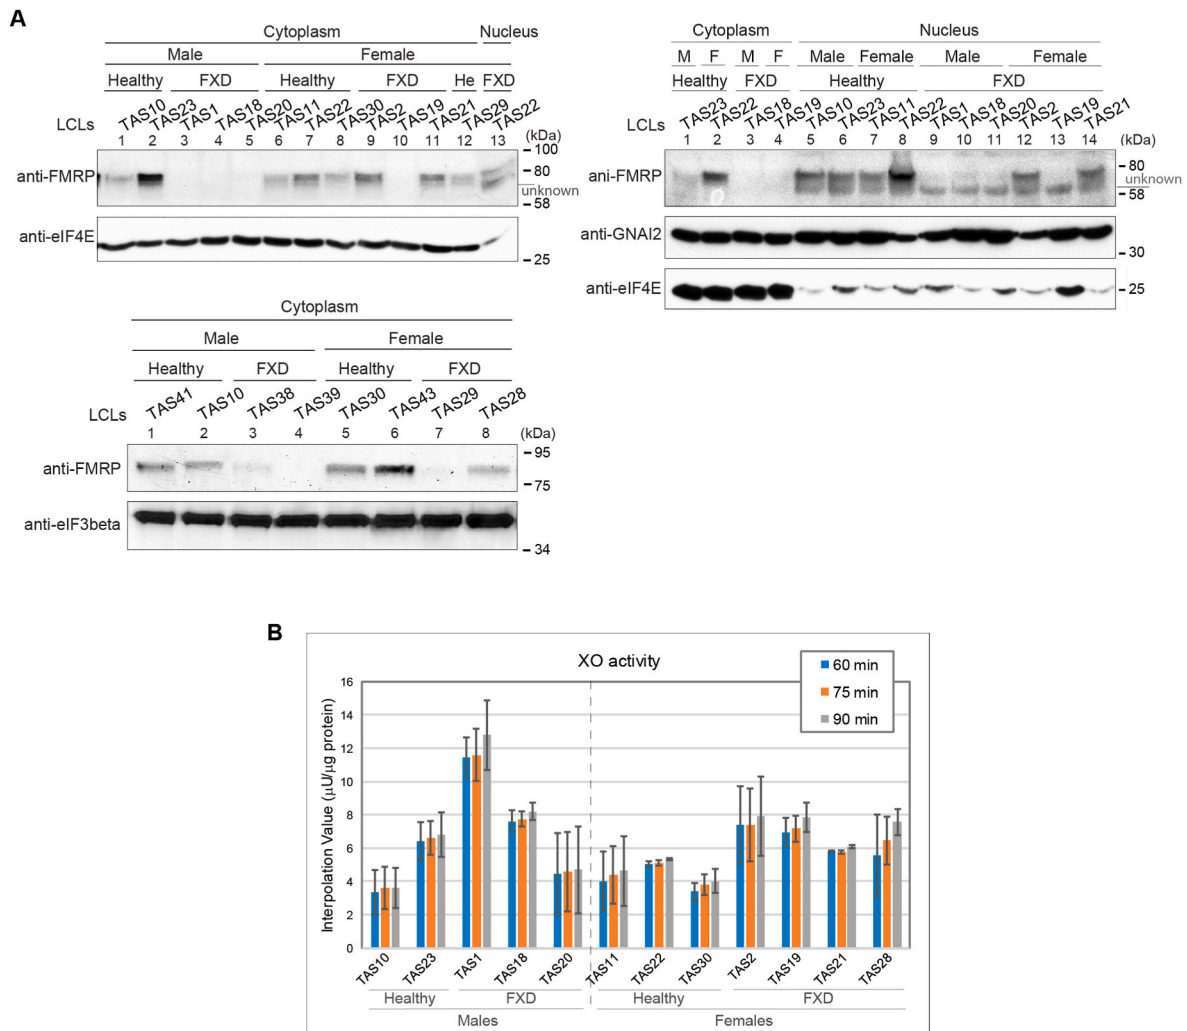 A
Cytoplasm Nucleus
Male Female
Healthy FXD Healthy FXD He FXD
LCLs TAS10 TAS23 TAS1 TAS18 TAS20 TAS11 TAS22 TAS30 TAS2 TAS19 TAS21 TAS29 TAS22
1 2 3 4 5 6 7 8 9 10 11 12 13 (kDa)
100
anti-FMRP 80
unknown
58
anti-eIF4E
25
Cytoplasm Nucleus
M F M F Male Female Male Female
Healthy FXD Healthy FXD
LCLs TAS23 TAS22 TAS18 TAS19 TAS10 TAS23 TAS11 TAS22 TAS1 TAS18 TAS20 TAS2 TAS19 TAS21
1 2 3 4 5 6 7 8 9 10 11 12 13 14 (kDa)
ani-FMRP 80
unknown
58
anti-GNAI2
30
anti-eIF4E 25
Cytoplasm
Male Female
Healthy FXD Healthy FXD
LCLs TAS41 TAS10 TAS38 TAS39 TAS30 TAS43 TAS29 TAS28
1 2 3 4 5 6 7 8 (kDa)
95
anti-FMRP
75
anti-eIF3beta
34
B
XO activity
60 min
75 min
90 min
Interpolation Value (μU/μg protein)
16
14
12
10
8
6
4
2
0
TAS10 TAS23 TAS1 TAS18 TAS20 TAS11 TAS22 TAS30 TAS2 TAS19 TAS21 TAS28
Healthy FXD Healthy FXD
Males Females